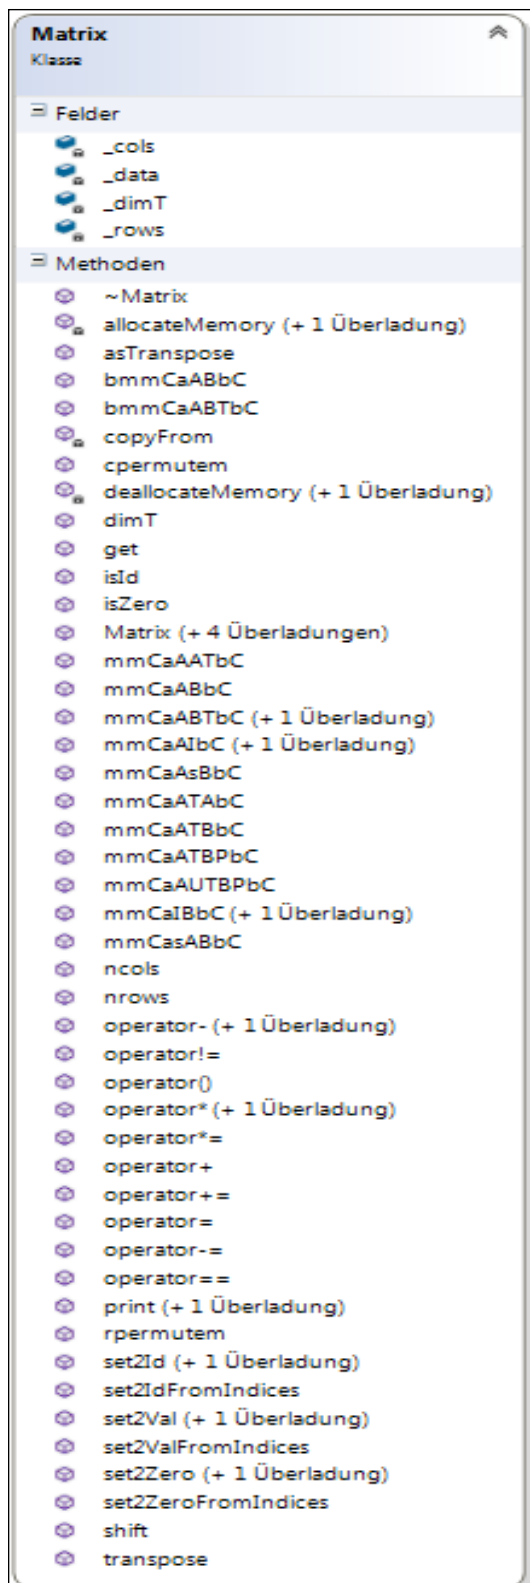 Matrix
Klasse
Felder
_cols
_data
_dimT
_rows
Methoden
~Matrix
allocateMemory (+ 1 Überladung)
asTranspose
bmmCaABbC
bmmCaABTbC
copyFrom
cpermutem
deallocateMemory (+ 1 Überladung)
dimT
get
isId
isZero
Matrix (+ 4 Überladungen)
mmCaAATbC
mmCaABbC
mmCaABTbC (+ 1 Überladung)
mmCaAIbC (+ 1 Überladung)
mmCaAsBbC
mmCaATAbC
mmCaATBbC
mmCaATBPbC
mmCaAUTBPbC
mmCaIBbC (+ 1 Überladung)
mmCasABbC
ncols
nrows
operator- (+ 1 Überladung)
operator!=
operator()
operator* (+ 1 Überladung)
operator*=
operator+
operator+=
operator=
operator-=
operator==
print (+ 1 Überladung)
rpermutem
set2Id (+ 1 Überladung)
set2IdFromIndices
set2Val (+ 1 Überladung)
set2ValFromIndices
set2Zero (+ 1 Überladung)
set2ZeroFromIndices
shift
transpose